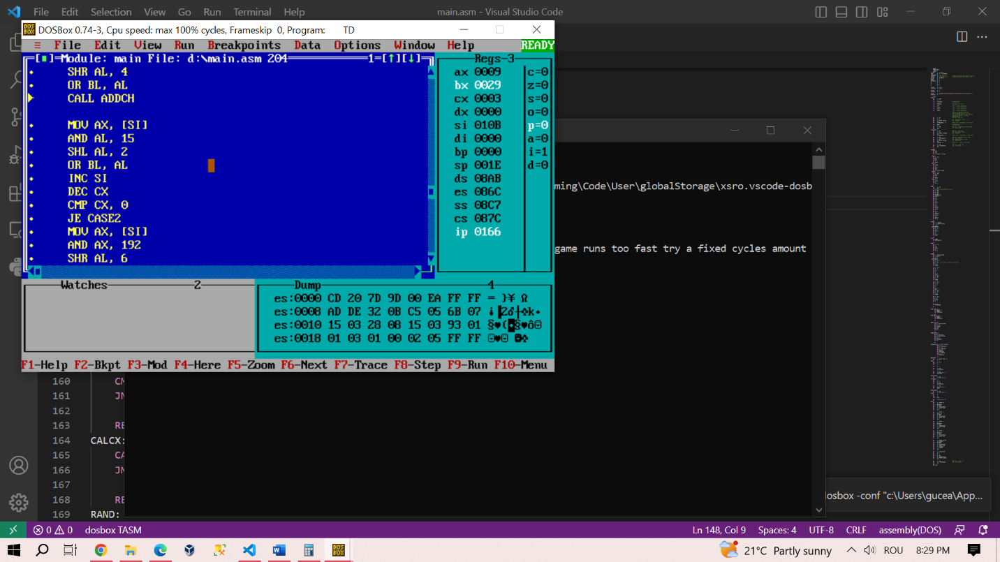 File Edit Selection View Go Run Terminal Help main.asm - Visual Studio Code
DOSBox 0.74-3, Cpu speed: max 100% cycles, Frameskip 0, Program: TD
≡ File Edit View Run Breakpoints Data Options Window Help READY
[■]=Module: main File: d:\main.asm 204 1=[↑][↓]
SHR AL, 4
OR BL, AL
CALL ADDCH
MOV AX, [SI]
AND AL, 15
SHL AL, 2
OR BL, AL
INC SI
DEC CX
CMP CX, 0
JE CASE2
MOV AX, [SI]
AND AX, 192
SHR AL, 6
Regs 3
ax 0009 c=0
bx 0029 z=0
cx 0003 s=0
dx 0000 o=0
si 010B p=0
di 0000 a=0
bp 0000 i=1
sp 001E d=0
ds 08AB
es 086C
ss 08C7
cs 087C
ip 0166
ming\Code\User\globalStorage\xsro.vscode-dosb
game runs too fast try a fixed cycles amount
Watches 2
Dump 4
es:0000 CD 20 7D 9D 00 EA FF FF = }¥ Ω
es:0008 AD DE 32 0B C5 05 6B 07
es:0010 15 03 28 08 15 03 93 01
es:0018 01 03 01 00 02 05 FF FF
F1-Help F2-Bkpt F3-Mod F4-Here F5-Zoom F6-Next F7-Trace F8-Step F9-Run F10-Menu
160 CM
161 JN
162
163 RE
164 CALCX:
165 CA
166 JM
167
168 RE
RAND:
losbox -conf "c:\Users\gucea\App...
0 0 dosbox TASM Ln 148, Col 9 Spaces: 4 UTF-8 CRLF assembly(DOS)
21°C Partly sunny ROU 8:29 PM